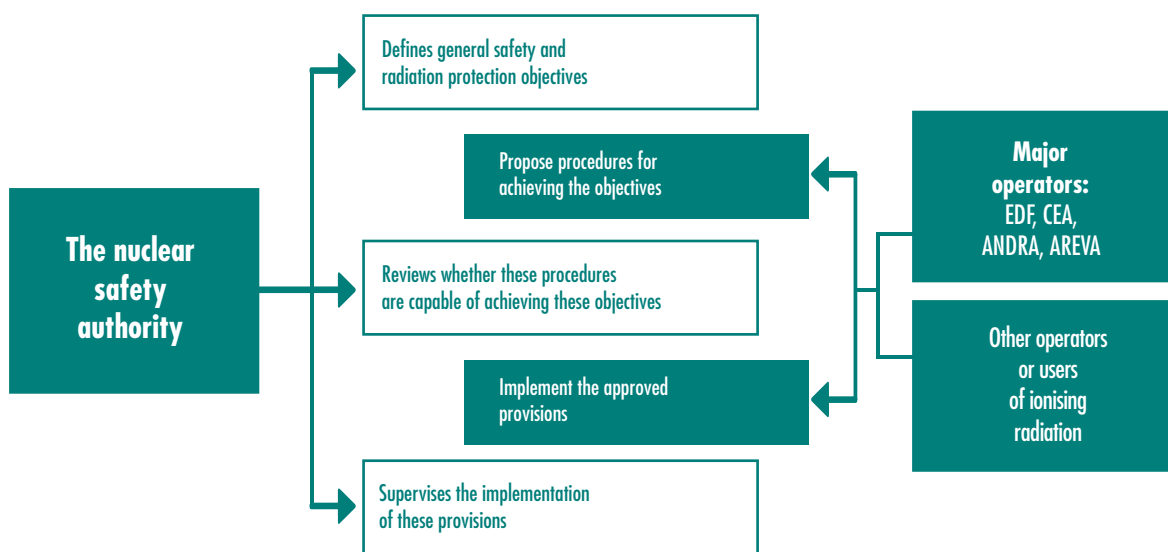 The nuclear
safety
authority
Defines general safety and
radiation protection objectives
Propose procedures for
achieving the objectives
Reviews whether these procedures
are capable of achieving these objectives
Implement the approved
provisions
Supervises the implementation
of these provisions
Major
operators:
EDF, CEA,
ANDRA, AREVA
Other operators
or users
of ionising
radiation